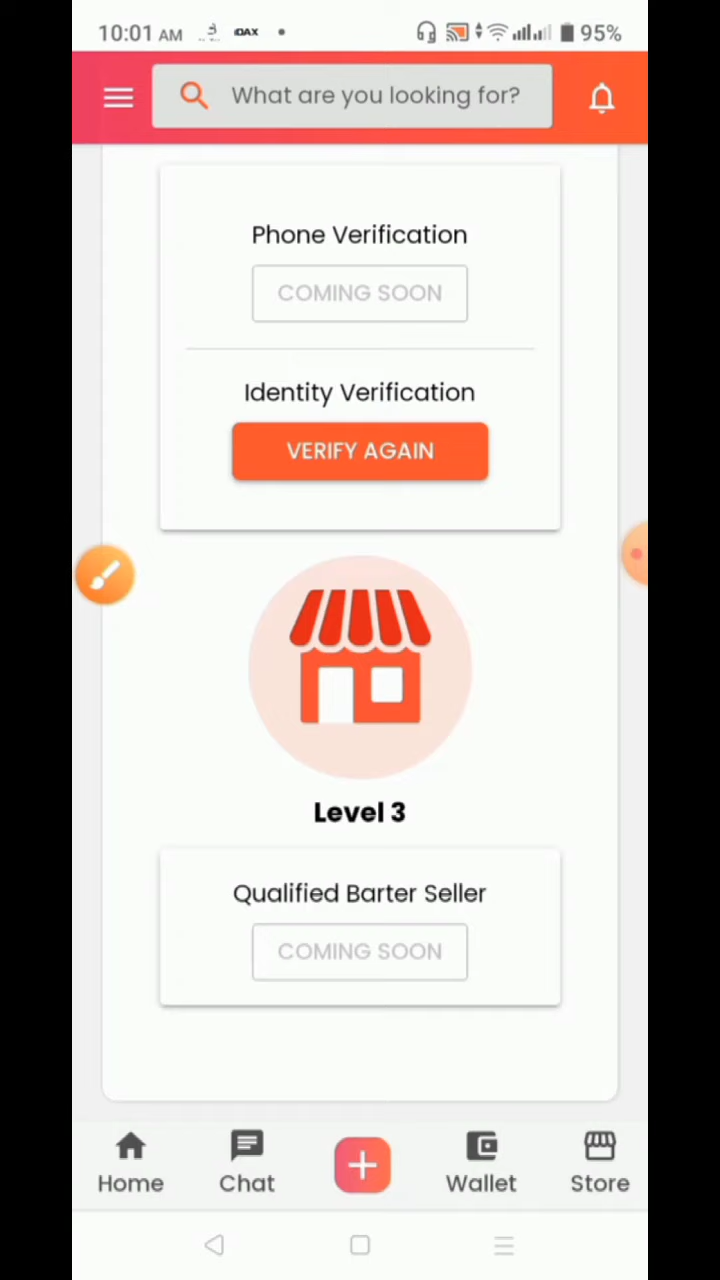 10:01 AM
95%
What are you looking for?
Phone Verification
COMING SOON
Identity Verification
VERIFY AGAIN
Level 3
Qualified Barter Seller
COMING SOON
Home Chat Wallet Store